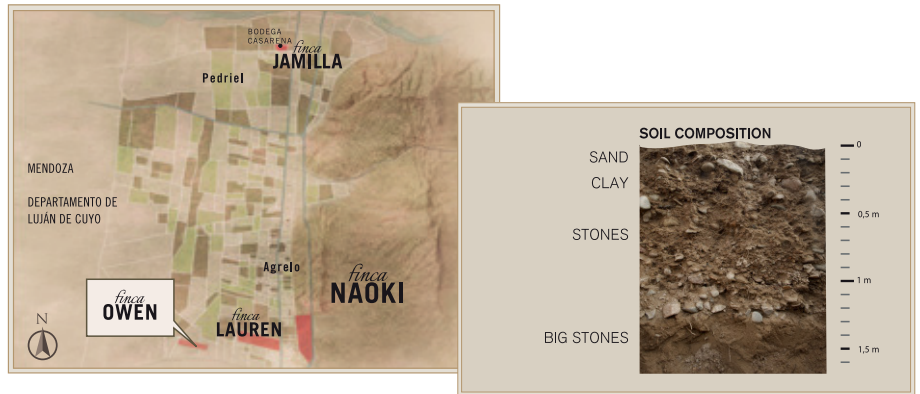 BODEGA
CASARENA
finca
JAMILLA
Pedriel
MENDOZA
DEPARTAMENTO DE
LUJÁN DE CUYO
Agrelo
finca
NAOKI
finca
OWEN
finca
LAUREN
N
SOIL COMPOSITION
SAND
CLAY
STONES
BIG STONES
0
0,5 m
1 m
1,5 m